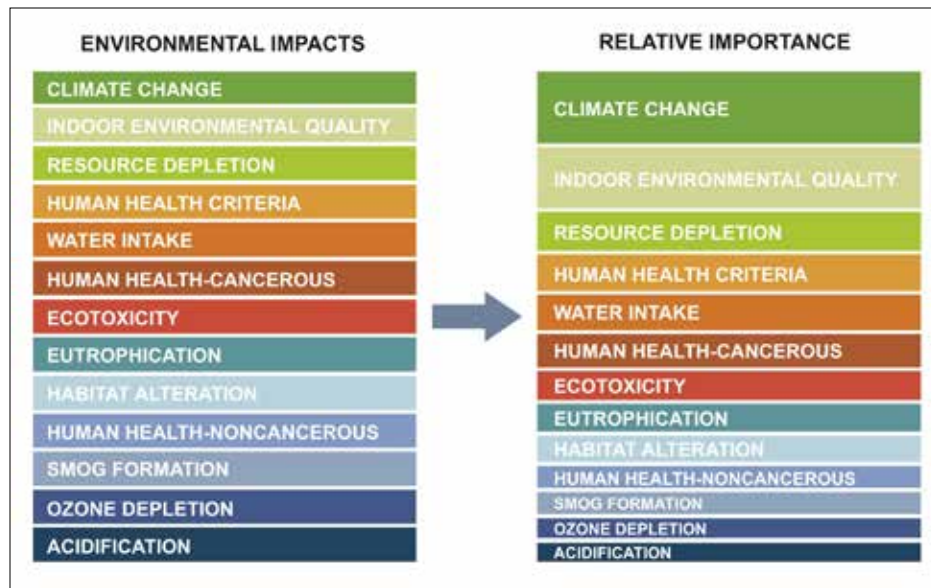 ENVIRONMENTAL IMPACTS
CLIMATE CHANGE
INDOOR ENVIRONMENTAL QUALITY
RESOURCE DEPLETION
HUMAN HEALTH CRITERIA
WATER INTAKE
HUMAN HEALTH-CANCEROUS
ECOTOXICITY
EUTROPHICATION
HABITAT ALTERATION
HUMAN HEALTH-NONCANCEROUS
SMOG FORMATION
OZONE DEPLETION
ACIDIFICATION
RELATIVE IMPORTANCE
CLIMATE CHANGE
INDOOR ENVIRONMENTAL QUALITY
RESOURCE DEPLETION
HUMAN HEALTH CRITERIA
WATER INTAKE
HUMAN HEALTH-CANCEROUS
ECOTOXICITY
EUTROPHICATION
HABITAT ALTERATION
HUMAN HEALTH-NONCANCEROUS
SMOG FORMATION
OZONE DEPLETION
ACIDIFICATION